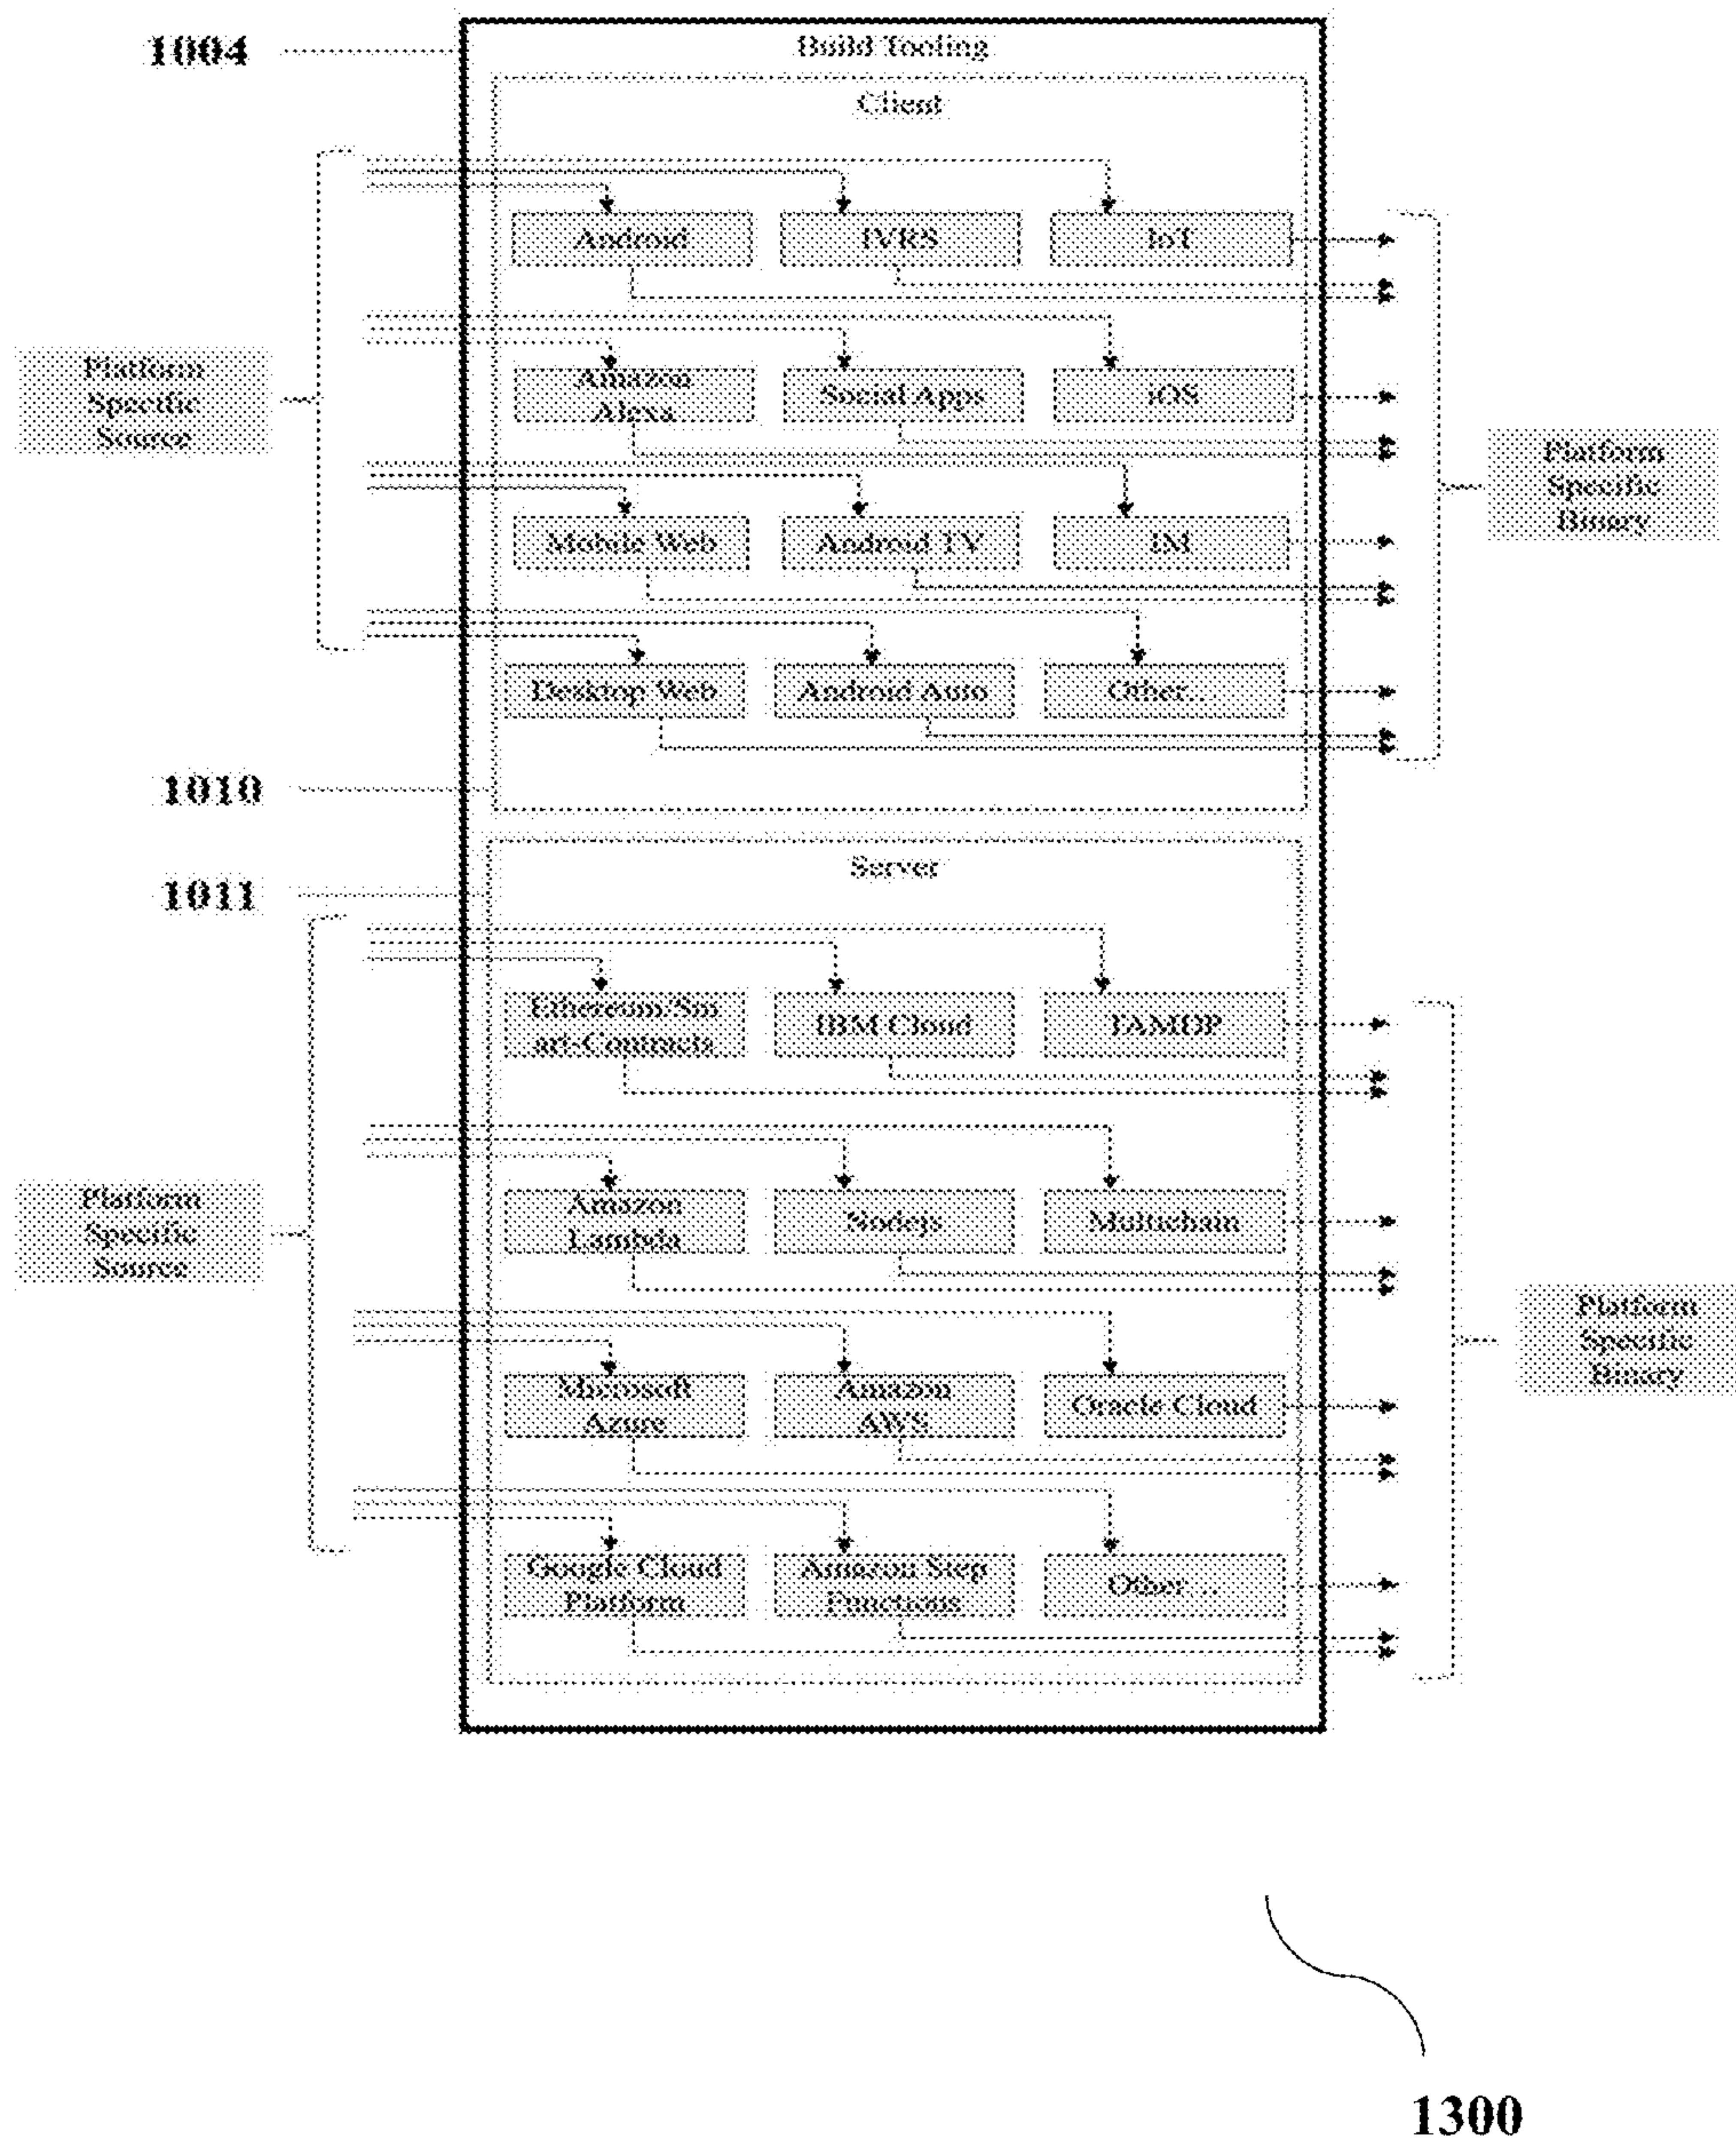 1004
Build Tooling
Client
Android
IVRS
IoT
Platform
Specific
Source
Amazon
Alexa
Social Apps
iOS
Platform
Specific
Binary
Mobile Web
Android TV
IM
Desktop Web
Android Auto
Other..
1010
Server
1011
Ethereum/Sm
art-Contracts
IBM Cloud
TAMDP
Platform
Specific
Source
Amazon
Lambda
Nodejs
Multichain
Platform
Specific
Binary
Microsoft
Azure
Amazon
AWS
Oracle Cloud
Google Cloud
Platform
Amazon Step
Functions
Other...
1300